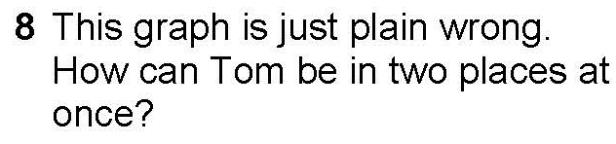 8 This graph is just plain wrong.
How can Tom be in two places at
once?